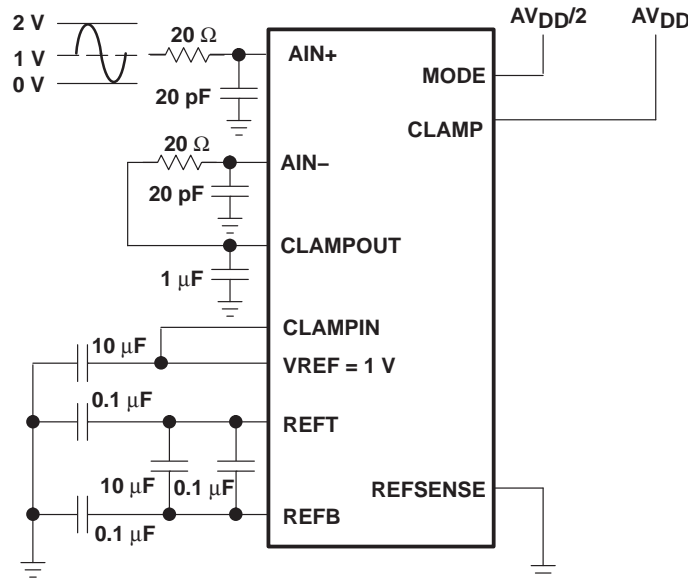 2 V
1 V
0 V
20 Ω
AIN+
20 pF
AVDD/2
AVDD
MODE
CLAMP
20 Ω
AIN–
20 pF
CLAMPOUT
1 μF
CLAMPIN
10 μF
VREF = 1 V
0.1 μF
REFT
10 μF
0.1 μF
REFSENSE
REFB
0.1 μF